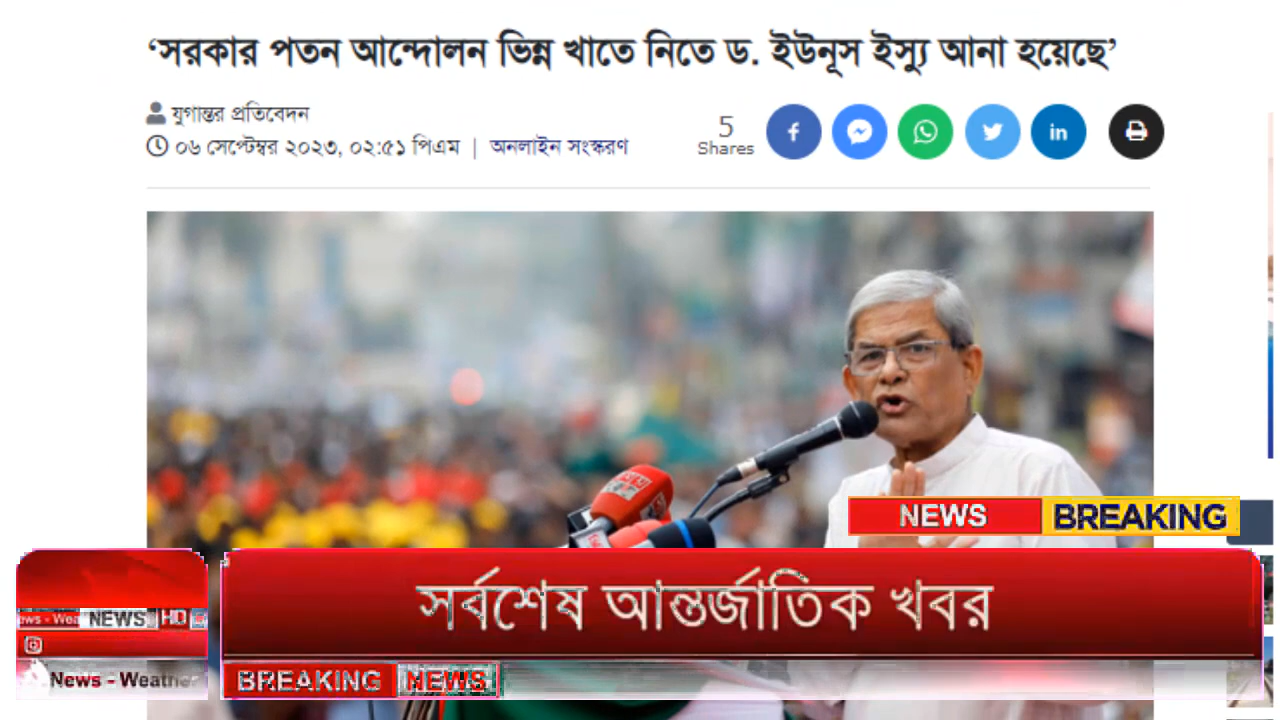 ‘সরকার পতন আন্দোলন ভিন্ন খাতে নিতে ড. ইউনূস ইস্যু আনা হয়েছে’
যুগান্তর প্রতিবেদন
০৬ সেপ্টেম্বর ২০২৩, ০২:৫১ পিএম | অনলাইন সংস্করণ
5
Shares
NEWS BREAKING
সর্বশেষ আন্তর্জাতিক খবর
NEWS HD
News - Weather
BREAKING NEWS